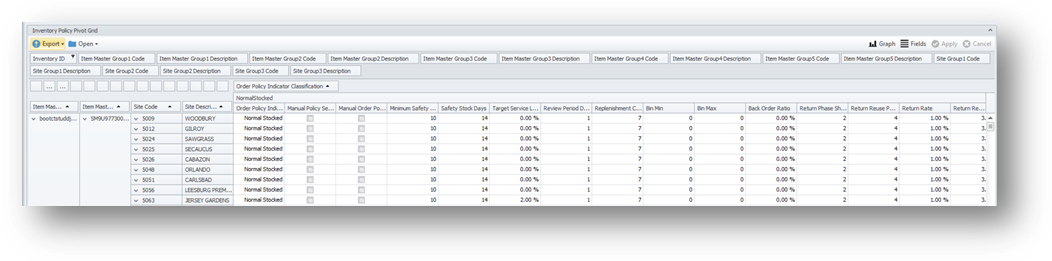 Inventory Policy Pivot Grid
Export Open Graph Fields Apply Cancel
Inventory ID Item Master Group1 Code Item Master Group1 Description Item Master Group2 Code Item Master Group2 Description Item Master Group3 Code Item Master Group3 Description Item Master Group4 Code Item Master Group4 Description Item Master Group5 Code Item Master Group5 Description Site Group1 Code
Site Group1 Description Site Group2 Code Site Group2 Description Site Group3 Code Site Group3 Description
... ... Order Policy Indicator Classification
NormalStocked
Item Mas... Item Mast... Site Code Site Descri... Order Policy Indi... Manual Policy Se... Manual Order Po... Minimum Safety ... Safety Stock Days Target Service L... Review Period D... Replenishment C... Bin Min Bin Max Back Order Ratio Return Phase Sh... Return Reuse P... Return Rate Return Re...
5009 WOODBURY Normal Stocked 10 14 0.00 % 1 7 0 0 0.00 % 2 4 1.00 % 3.
5012 GILROY Normal Stocked 10 14 0.00 % 1 7 0 0 0.00 % 2 4 1.00 % 3.
5024 SAWGRASS Normal Stocked 10 14 0.00 % 1 7 0 0 0.00 % 2 4 1.00 % 3.
5025 SECAUCUS Normal Stocked 10 14 0.00 % 1 7 0 0 0.00 % 2 4 1.00 % 3.
5026 CABAZON Normal Stocked 10 14 0.00 % 1 7 0 0 0.00 % 2 4 1.00 % 3.
5048 ORLANDO Normal Stocked 10 14 0.00 % 1 7 0 0 0.00 % 2 4 1.00 % 3.
5051 CARLSBAD Normal Stocked 10 14 0.00 % 1 7 0 0 0.00 % 2 4 1.00 % 3.
5056 LEESBURG PREM... Normal Stocked 10 14 0.00 % 1 7 0 0 0.00 % 2 4 1.00 % 3.
5063 JERSEY GARDENS Normal Stocked 10 14 2.00 % 1 7 0 0 0.00 % 2 4 1.00 % 3.